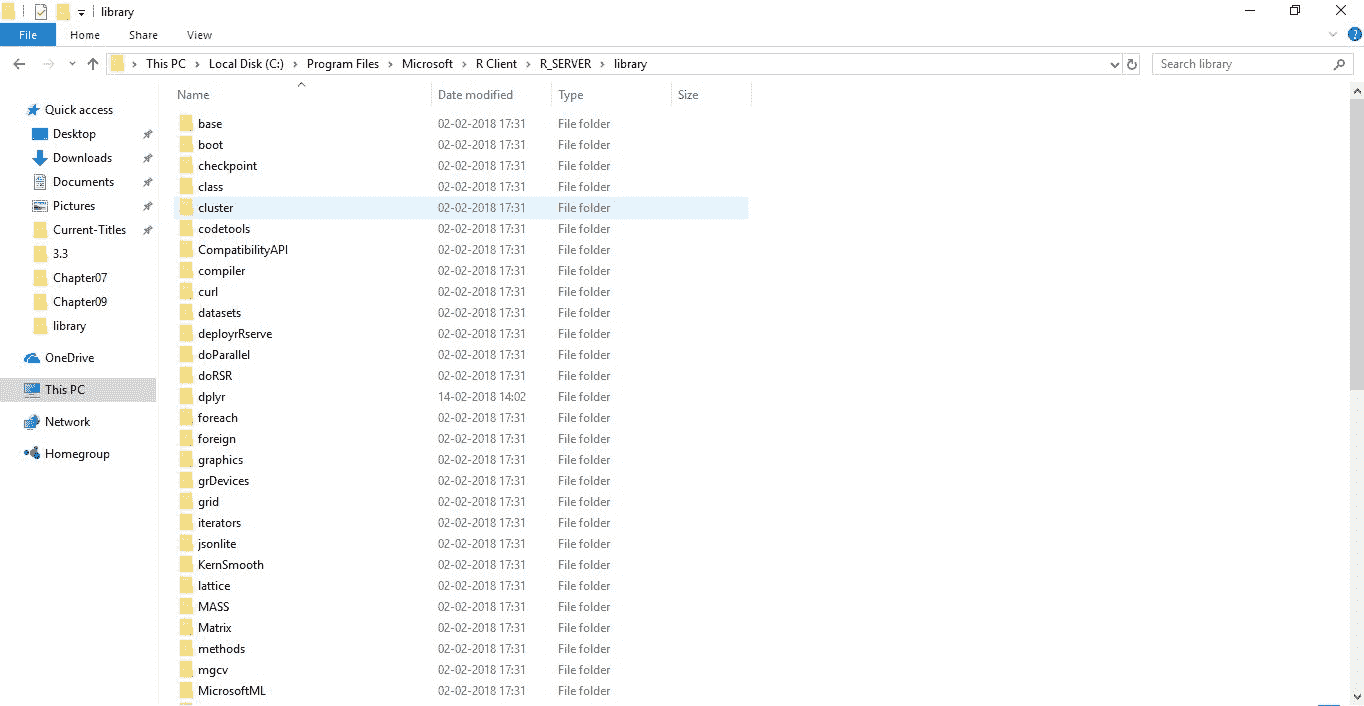 library
File Home Share View
This PC Local Disk (C:) Program Files Microsoft R Client R_SERVER library Search library
Name Date modified Type Size
Quick access
Desktop
Downloads
Documents
Pictures
Current-Titles
3.3
Chapter07
Chapter09
library
OneDrive
This PC
Network
Homegroup
base 02-02-2018 17:31 File folder
boot 02-02-2018 17:31 File folder
checkpoint 02-02-2018 17:31 File folder
class 02-02-2018 17:31 File folder
cluster 02-02-2018 17:31 File folder
codetools 02-02-2018 17:31 File folder
CompatibilityAPI 02-02-2018 17:31 File folder
compiler 02-02-2018 17:31 File folder
curl 02-02-2018 17:31 File folder
datasets 02-02-2018 17:31 File folder
deployrRserve 02-02-2018 17:31 File folder
doParallel 02-02-2018 17:31 File folder
doRSR 02-02-2018 17:31 File folder
dplyr 14-02-2018 14:02 File folder
foreach 02-02-2018 17:31 File folder
foreign 02-02-2018 17:31 File folder
graphics 02-02-2018 17:31 File folder
grDevices 02-02-2018 17:31 File folder
grid 02-02-2018 17:31 File folder
iterators 02-02-2018 17:31 File folder
jsonlite 02-02-2018 17:31 File folder
KernSmooth 02-02-2018 17:31 File folder
lattice 02-02-2018 17:31 File folder
MASS 02-02-2018 17:31 File folder
Matrix 02-02-2018 17:31 File folder
methods 02-02-2018 17:31 File folder
mgcv 02-02-2018 17:31 File folder
MicrosoftML 02-02-2018 17:31 File folder